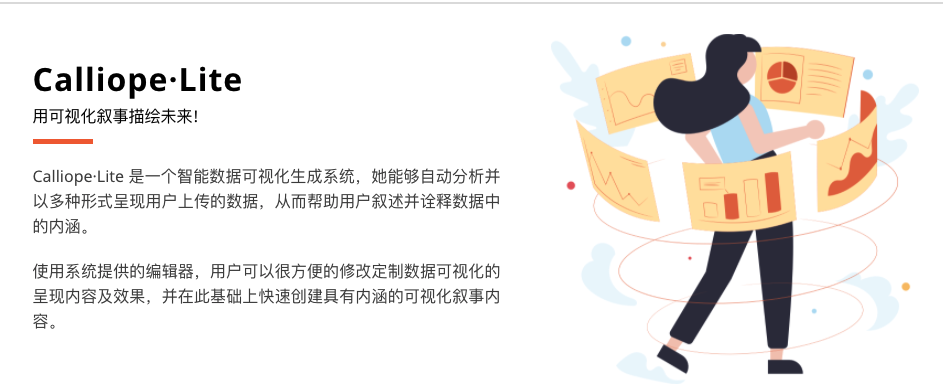 Calliope·Lite
用可视化叙事描绘未来!
Calliope·Lite 是一个智能数据可视化生成系统，她能够自动分析并
以多种形式呈现用户上传的数据，从而帮助用户叙述并诠释数据中
的内涵。
使用系统提供的编辑器，用户可以很方便的修改定制数据可视化的
呈现内容及效果，并在此基础上快速创建具有内涵的可视化叙事内
容。